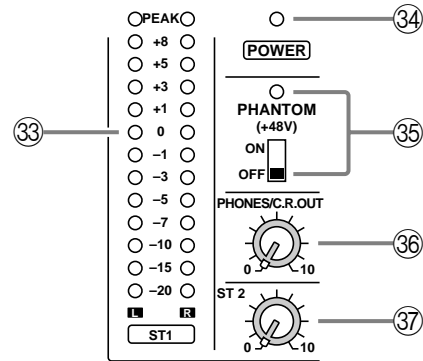 PEAK
+8
+5
+3
+1
0
−1
−3
−5
−7
−10
−15
−20
L R
ST1
33
34
POWER
PHANTOM
(+48V)
ON
OFF
35
PHONES/C.R.OUT
0 10
36
ST 2
0 10
37